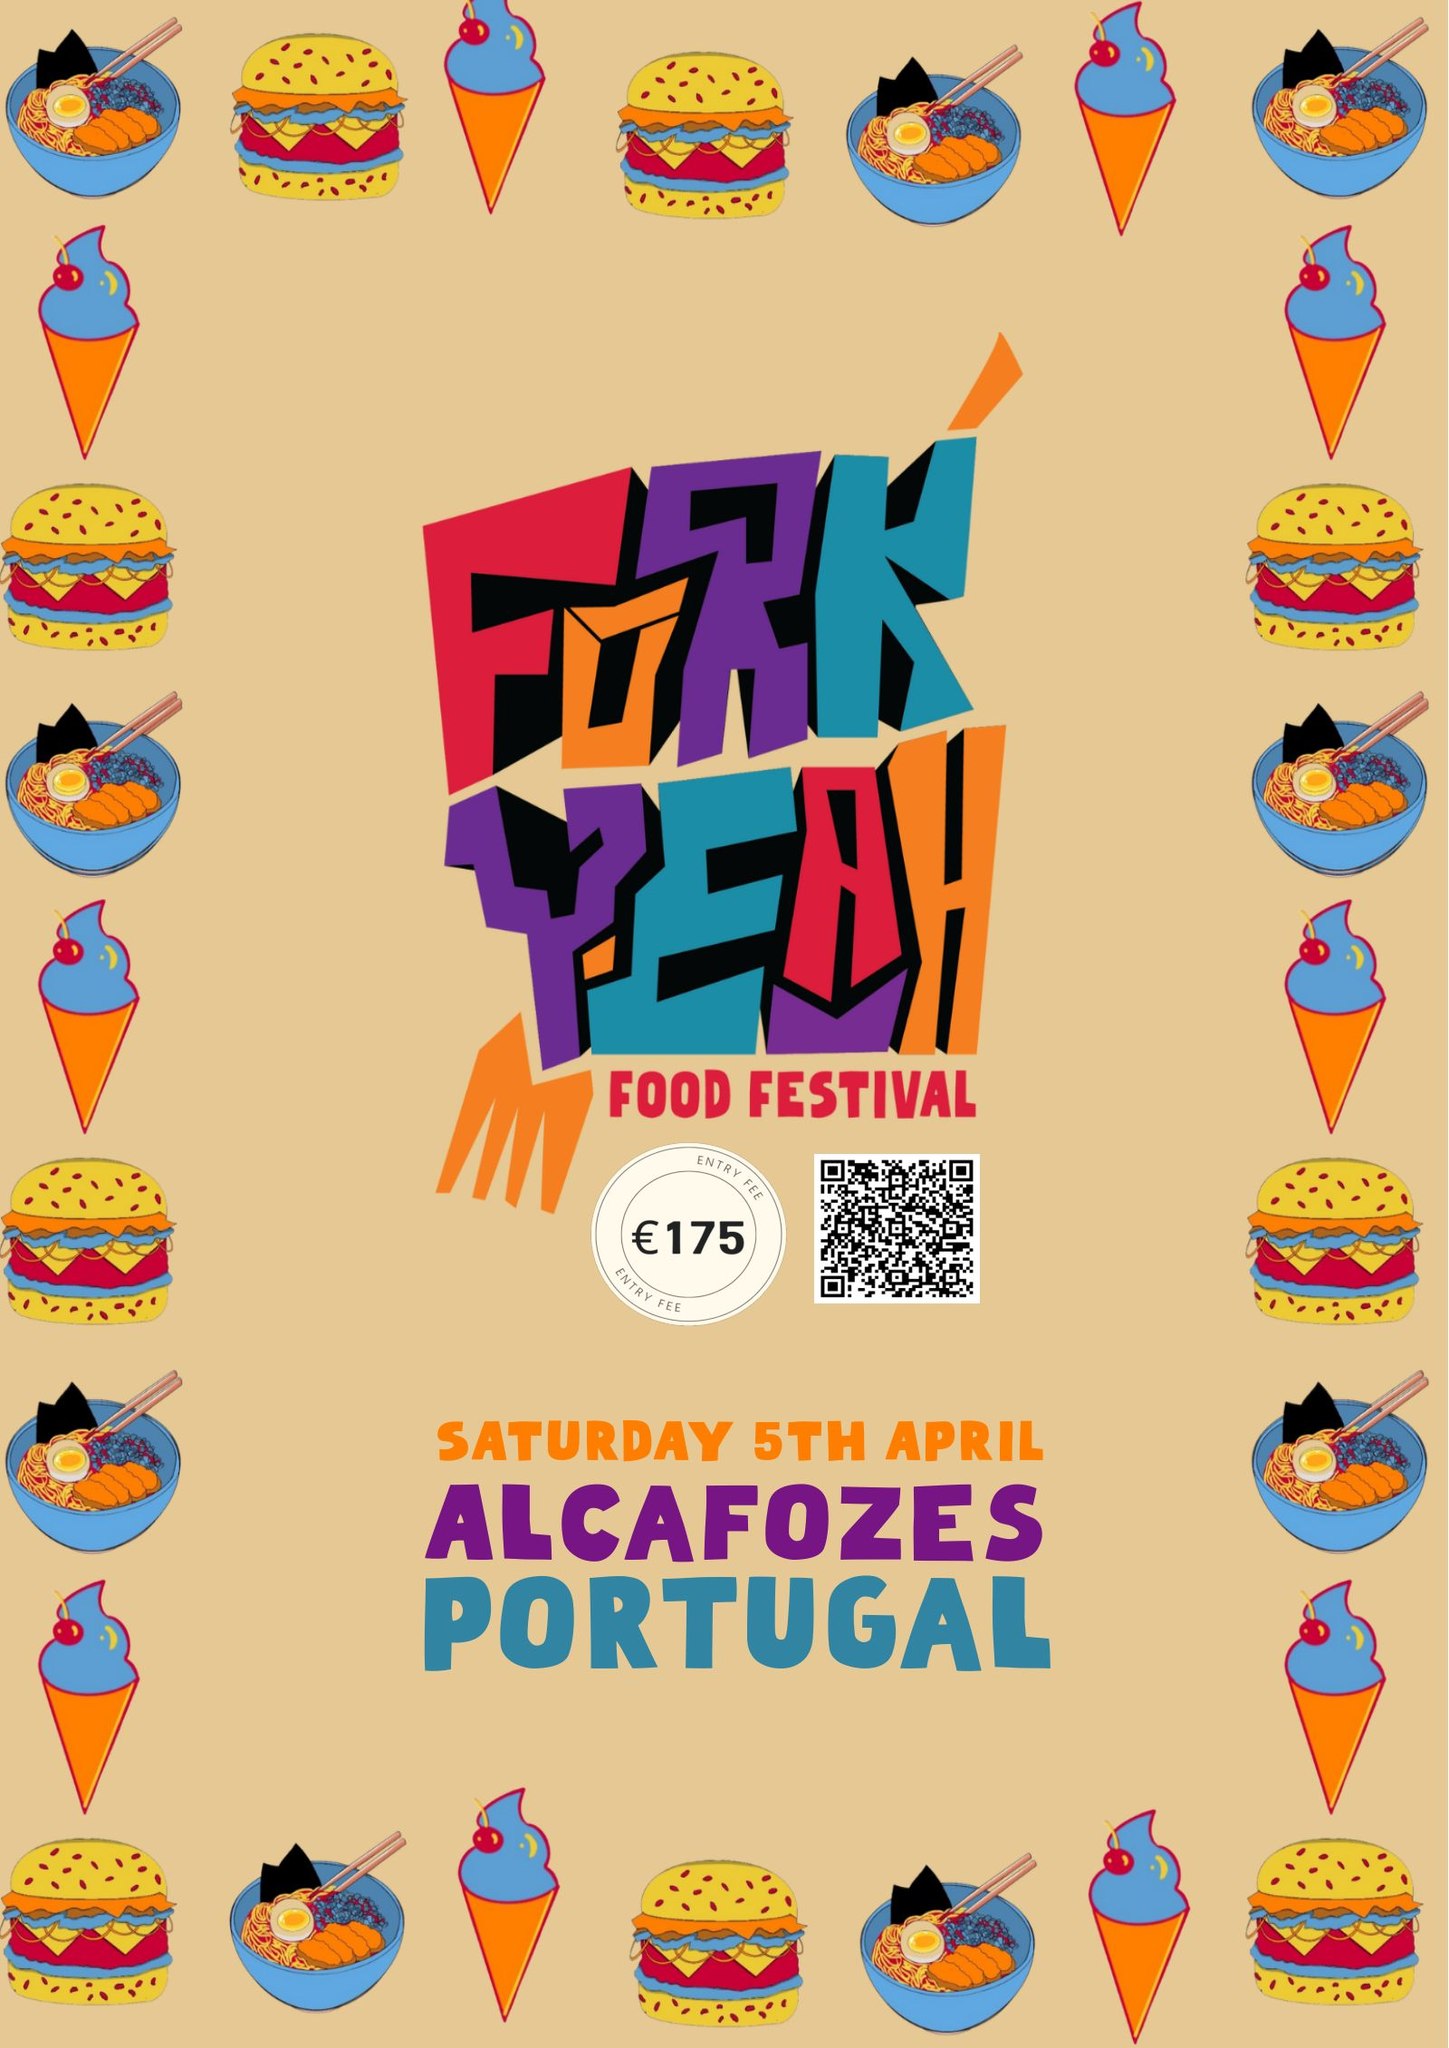 FORK
YEAH
FOOD FESTIVAL
ENTRY FEE
€175
ENTRY FEE
SATURDAY 5TH APRIL
ALCAFOZES
PORTUGAL